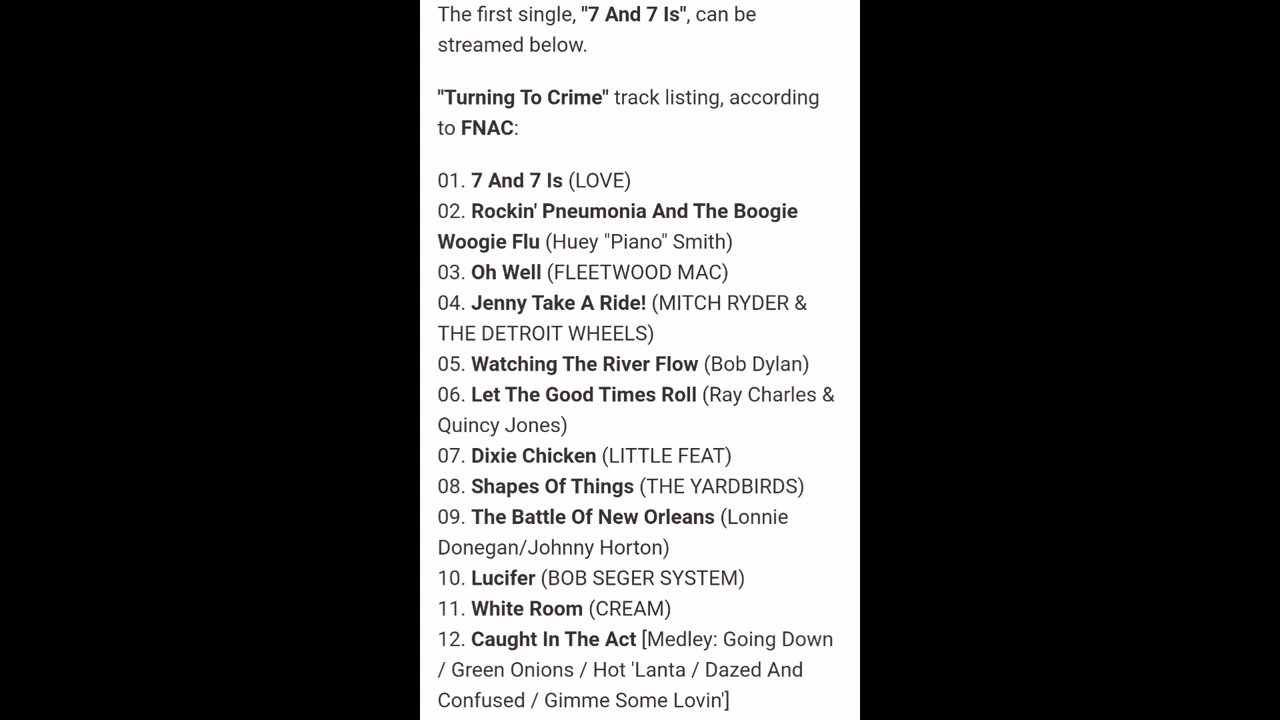 The first single, "7 And 7 Is", can be
streamed below.
"Turning To Crime" track listing, according
to FNAC:
01. 7 And 7 Is (LOVE)
02. Rockin' Pneumonia And The Boogie
Woogie Flu (Huey "Piano" Smith)
03. Oh Well (FLEETWOOD MAC)
04. Jenny Take A Ride! (MITCH RYDER &
THE DETROIT WHEELS)
05. Watching The River Flow (Bob Dylan)
06. Let The Good Times Roll (Ray Charles &
Quincy Jones)
07. Dixie Chicken (LITTLE FEAT)
08. Shapes Of Things (THE YARDBIRDS)
09. The Battle Of New Orleans (Lonnie
Donegan/Johnny Horton)
10. Lucifer (BOB SEGER SYSTEM)
11. White Room (CREAM)
12. Caught In The Act [Medley: Going Down
/ Green Onions / Hot 'Lanta / Dazed And
Confused / Gimme Some Lovin']